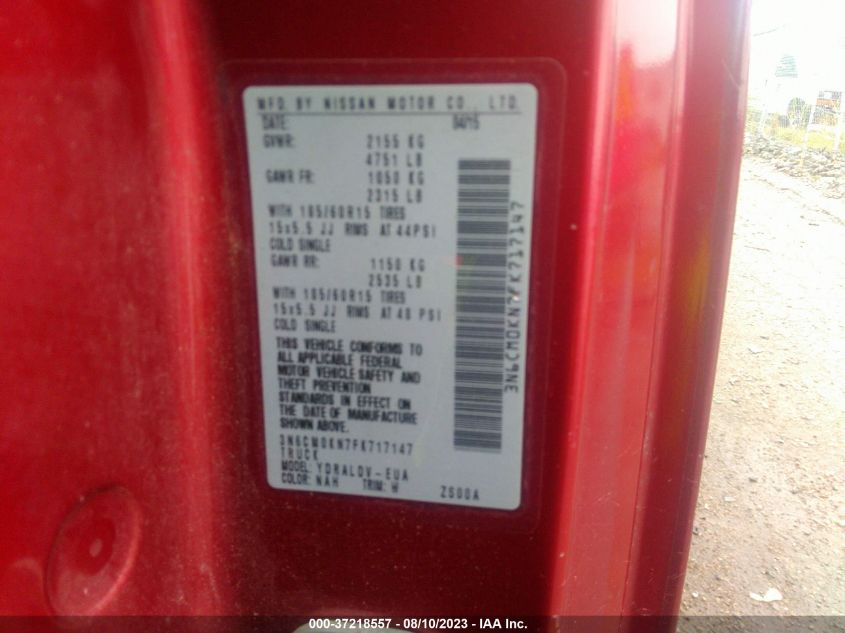 MFD. BY NISSAN MOTOR CO., LTD.
DATE: 04/15
GVWR: 2155 KG
4751 LB
GAWR FR: 1050 KG
2315 LB
WITH 185/60R15 TIRES
15x5.5 JJ RIMS AT 44PSI
COLD SINGLE
GAWR RR: 1150 KG
2535 LB
WITH 185/60R15 TIRES
15x5.5 JJ RIMS AT 48 PSI
COLD SINGLE
THIS VEHICLE CONFORMS TO
ALL APPLICABLE FEDERAL
MOTOR VEHICLE SAFETY AND
THEFT PREVENTION
STANDARDS IN EFFECT ON
THE DATE OF MANUFACTURE
SHOWN ABOVE.
3N6CM0KN7FK717147
TRUCK
MODEL: YDRALDV-EUA
COLOR: NAH TRIM: W ZS00A
3N6CM0KN7FK717147
000-37218557 - 08/10/2023 - IAA Inc.